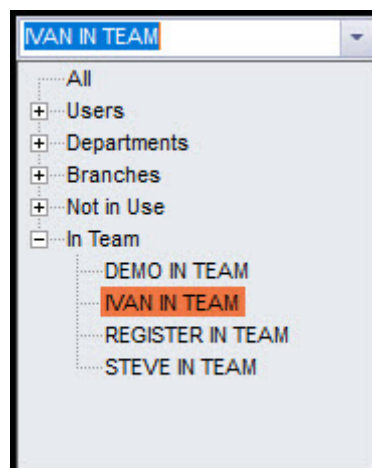 IVAN IN TEAM
All
Users
Departments
Branches
Not in Use
In Team
DEMO IN TEAM
IVAN IN TEAM
REGISTER IN TEAM
STEVE IN TEAM